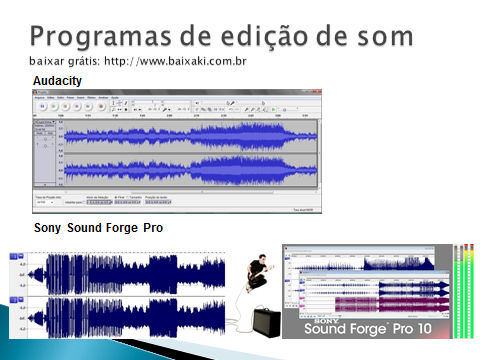 Programas de edição de som
baixar grátis: http://www.baixaki.com.br
Audacity
Sony Sound Forge Pro
SONY
Sound Forge™ Pro 10